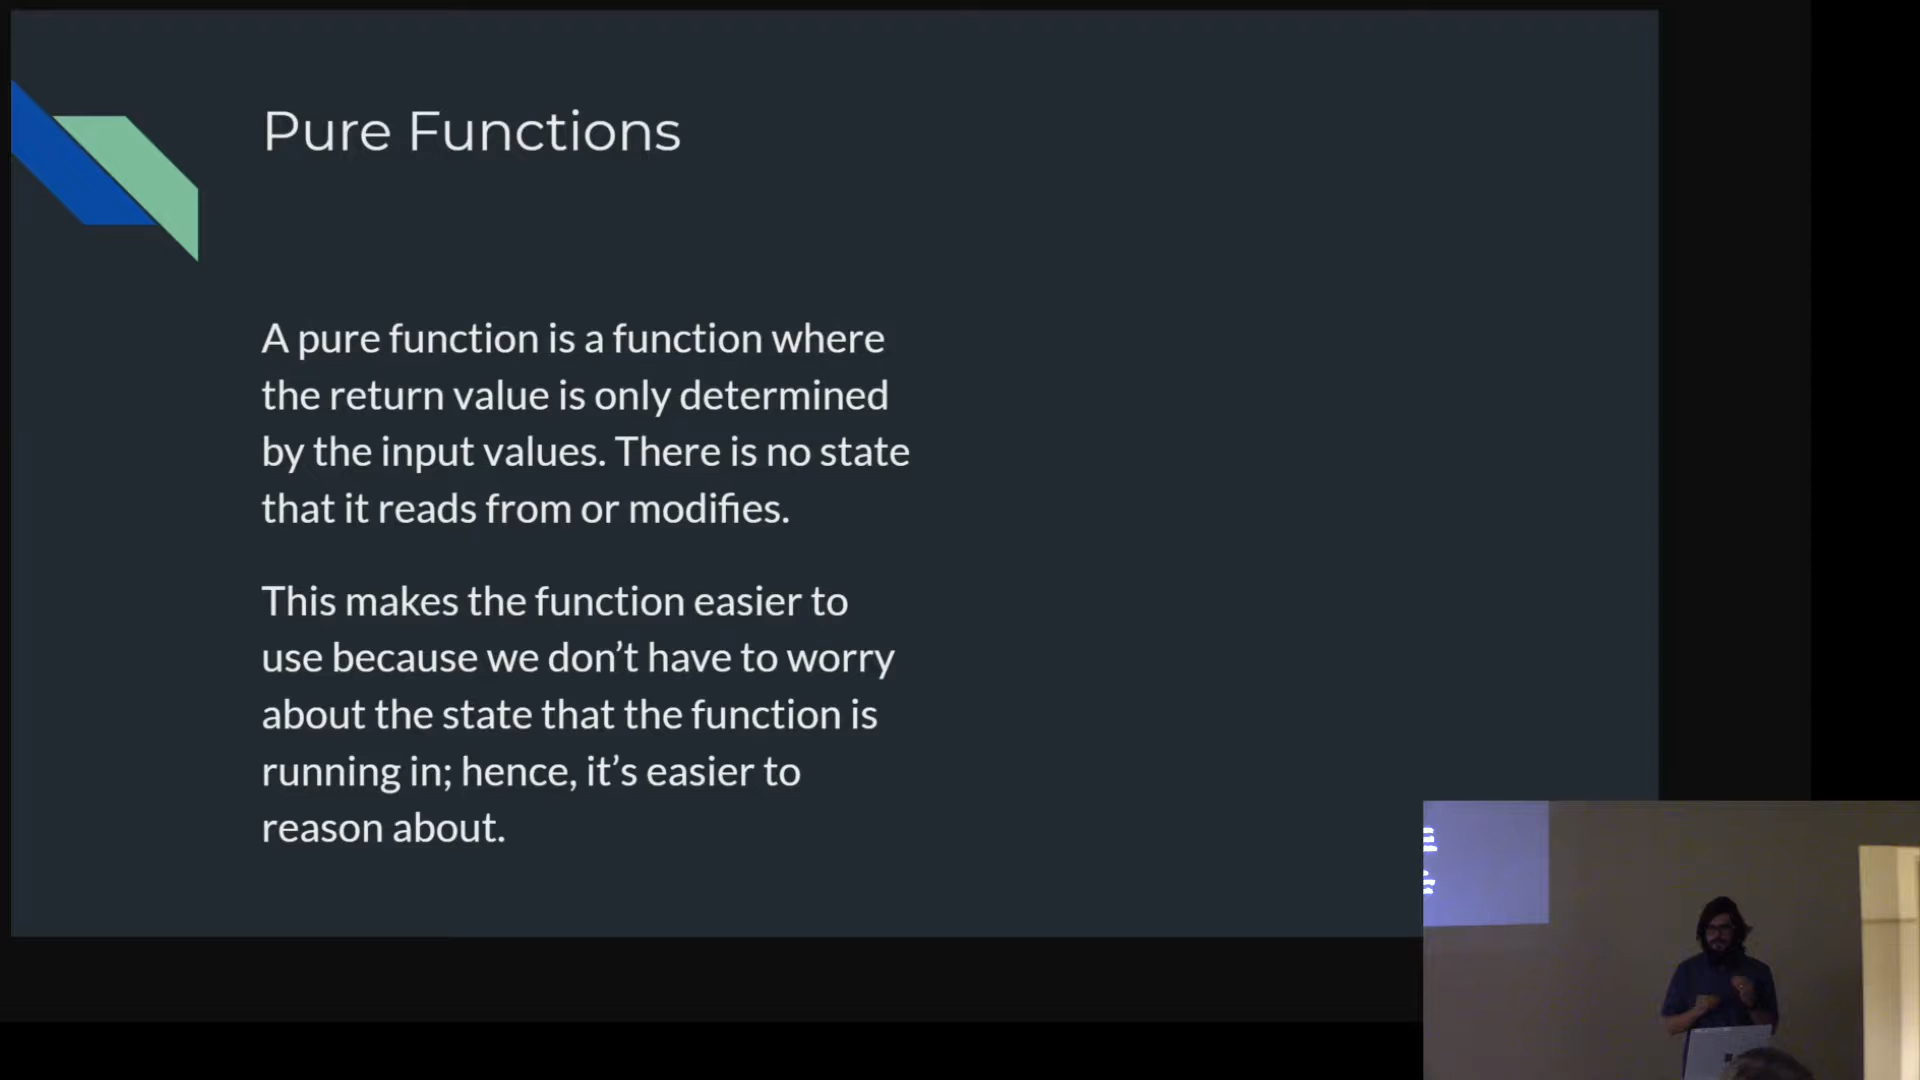 Pure Functions
A pure function is a function where
the return value is only determined
by the input values. There is no state
that it reads from or modifies.
This makes the function easier to
use because we don’t have to worry
about the state that the function is
running in; hence, it’s easier to
reason about.